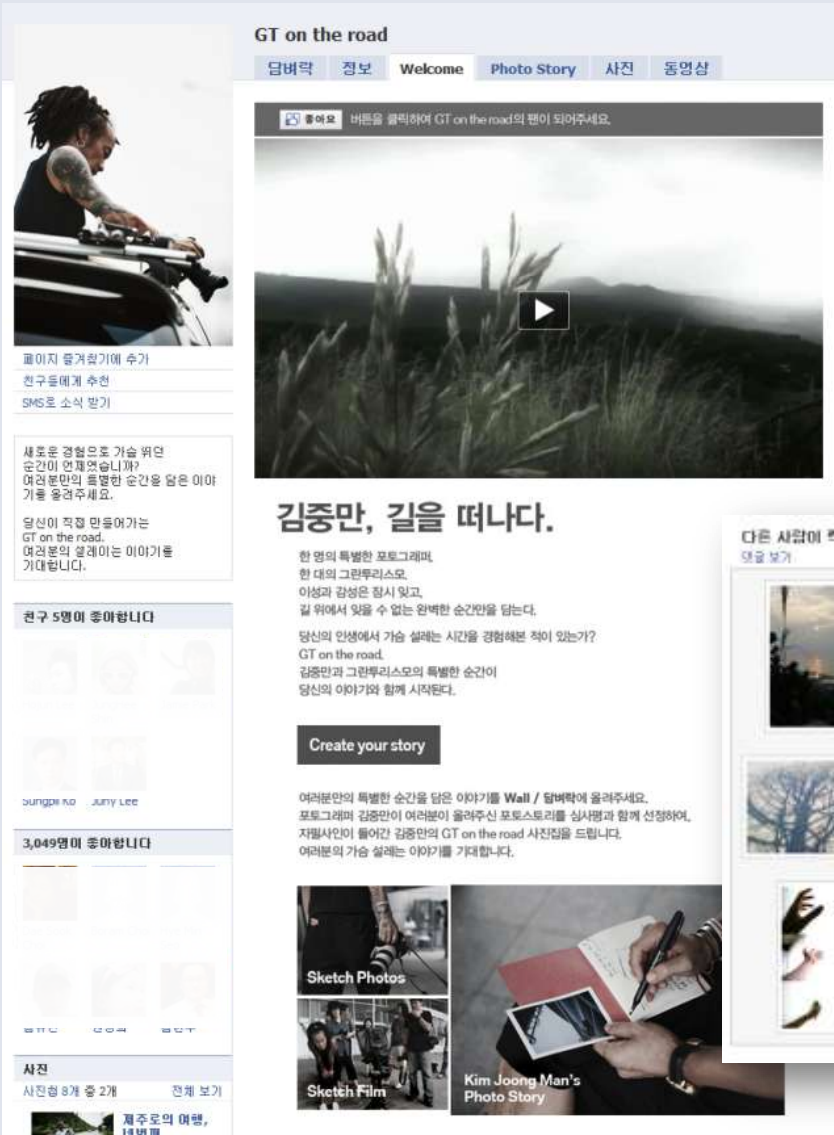 GT on the road
담벼락 정보 Welcome Photo Story 사진 동영상
좋아요 버튼을 클릭하여 GT on the road의 팬이 되어주세요.
페이지 즐겨찾기에 추가
친구들에게 추천
SMS로 소식 받기
새로운 경험으로 가슴 뛰던
순간이 언제였습니까?
여러분만의 특별한 순간을 담은 이야
기를 올려주세요.
당신이 직접 만들어가는
GT on the road.
여러분의 설레이는 이야기를
기대합니다.
친구 5명이 좋아합니다
Sungpil Ko Juny Lee
3,049명이 좋아합니다
사진
사진첩 8개 중 2개 전체 보기
제주로의 여행,
네번째
김중만, 길을 떠나다.
한 명의 특별한 포토그래퍼,
한 대의 그란투리스모.
이성과 감성은 잠시 잊고,
길 위에서 잊을 수 없는 완벽한 순간만을 담는다.
당신의 인생에서 가슴 설레는 시간을 경험해본 적이 있는가?
GT on the road,
김중만과 그란투리스모의 특별한 순간이
당신의 이야기와 함께 시작된다.
Create your story
여러분만의 특별한 순간을 담은 이야기를 Wall / 담벼락에 올려주세요.
포토그래퍼 김중만이 여러분이 올려주신 포토스토리를 심사평과 함께 선정하여,
자필사인이 들어간 김중만의 GT on the road 사진집을 드립니다.
여러분의 가슴 설레는 이야기를 기대합니다.
Sketch Photos
Sketch Film
Kim Joong Man's
Photo Story
다른 사람이
댓글 보기